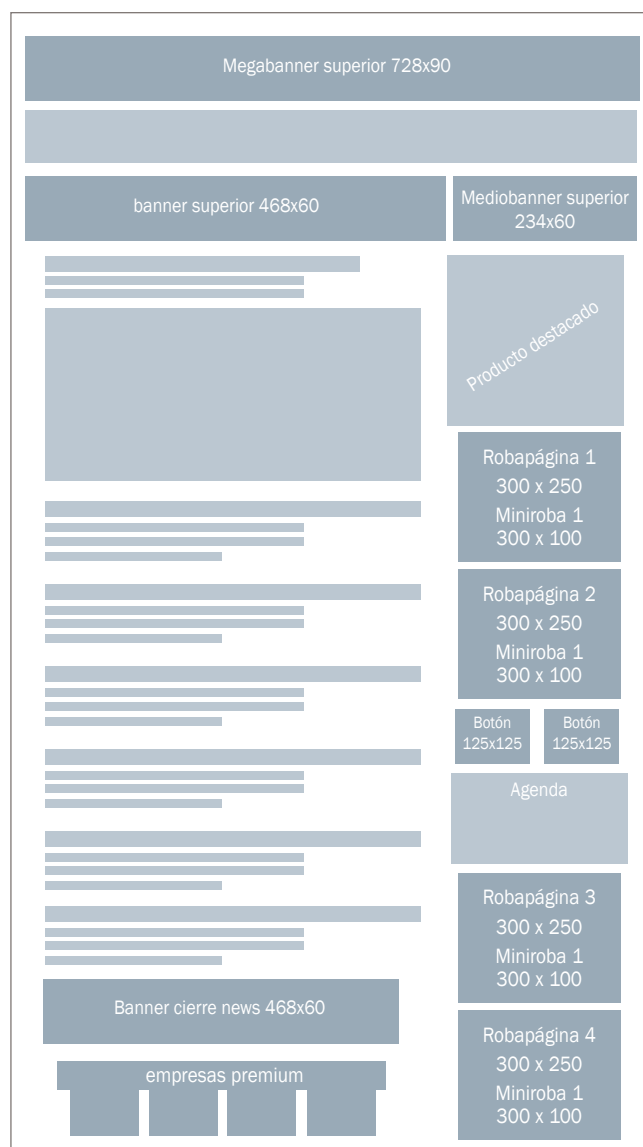 Megabanner superior 728x90
banner superior 468x60
Mediobanner superior
234x60
Producto destacado
Robapágina 1
300 x 250
Miniroba 1
300 x 100
Robapágina 2
300 x 250
Miniroba 1
300 x 100
Botón
125x125
Botón
125x125
Agenda
Robapágina 3
300 x 250
Miniroba 1
300 x 100
Banner cierre news 468x60
Robapágina 4
300 x 250
Miniroba 1
300 x 100
empresas premium